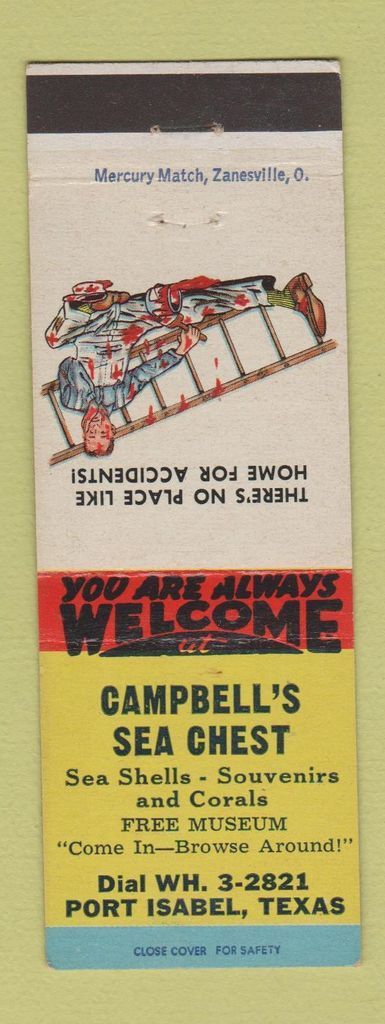 Mercury Match, Zanesville, O.
THERE'S NO PLACE LIKE
HOME FOR ACCIDENTS!
YOU ARE ALWAYS
WELCOME
at
CAMPBELL'S
SEA CHEST
Sea Shells - Souvenirs
and Corals
FREE MUSEUM
"Come In—Browse Around!"
Dial WH. 3-2821
PORT ISABEL, TEXAS
CLOSE COVER FOR SAFETY